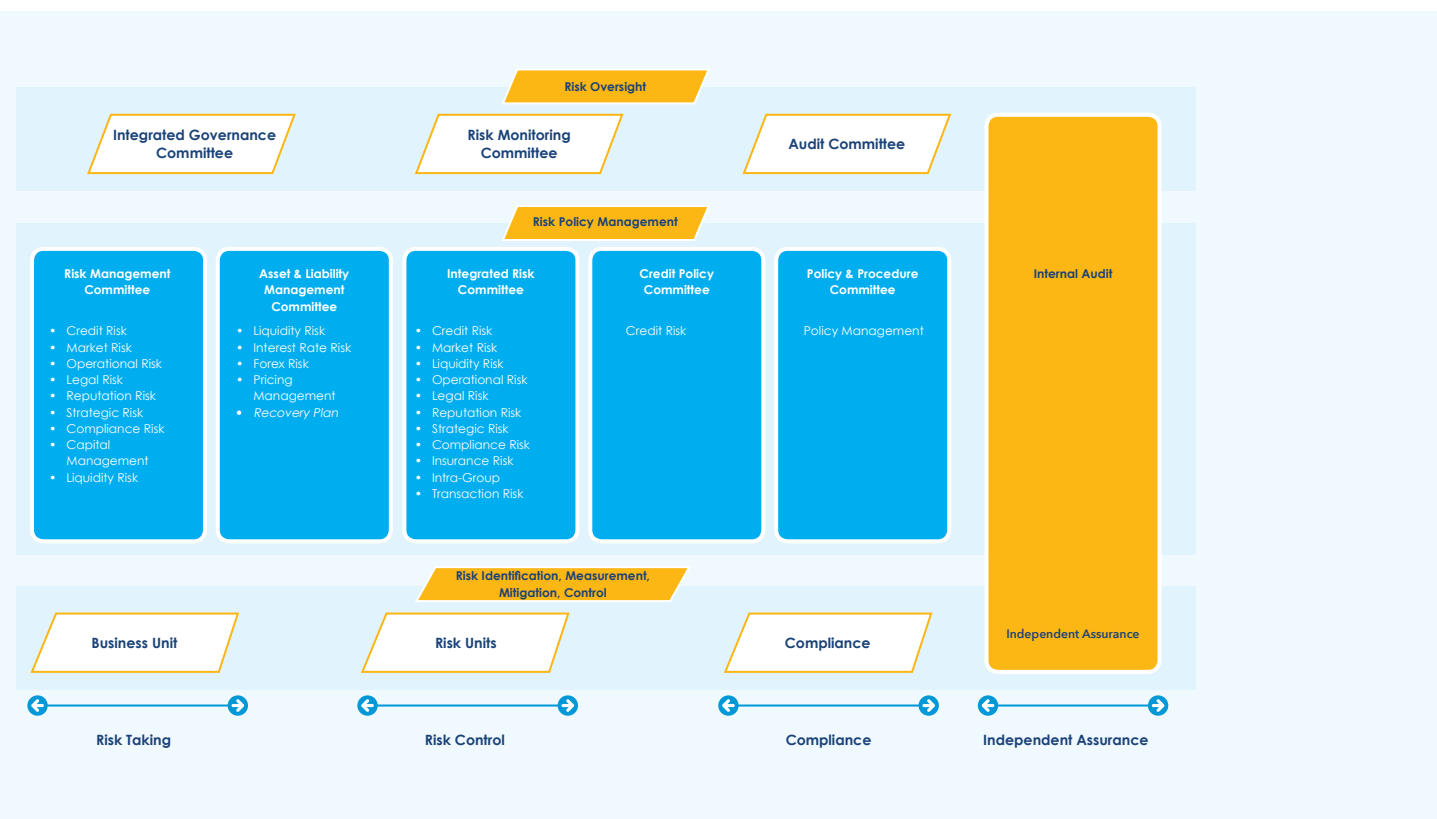 Risk Oversight
Integrated Governance
Committee
Risk Monitoring
Committee
Audit Committee
Risk Policy Management
Risk Management
Committee
• Credit Risk
• Market Risk
• Operational Risk
• Legal Risk
• Reputation Risk
• Strategic Risk
• Compliance Risk
• Capital
Management
• Liquidity Risk
Asset & Liability
Management
Committee
• Liquidity Risk
• Interest Rate Risk
• Forex Risk
• Pricing
Management
• Recovery Plan
Integrated Risk
Committee
• Credit Risk
• Market Risk
• Liquidity Risk
• Operational Risk
• Legal Risk
• Reputation Risk
• Strategic Risk
• Compliance Risk
• Insurance Risk
• Intra-Group
• Transaction Risk
Credit Policy
Committee
Credit Risk
Policy & Procedure
Committee
Policy Management
Internal Audit
Independent Assurance
Risk Identification, Measurement,
Mitigation, Control
Business Unit
Risk Units
Compliance
Risk Taking
Risk Control
Compliance
Independent Assurance